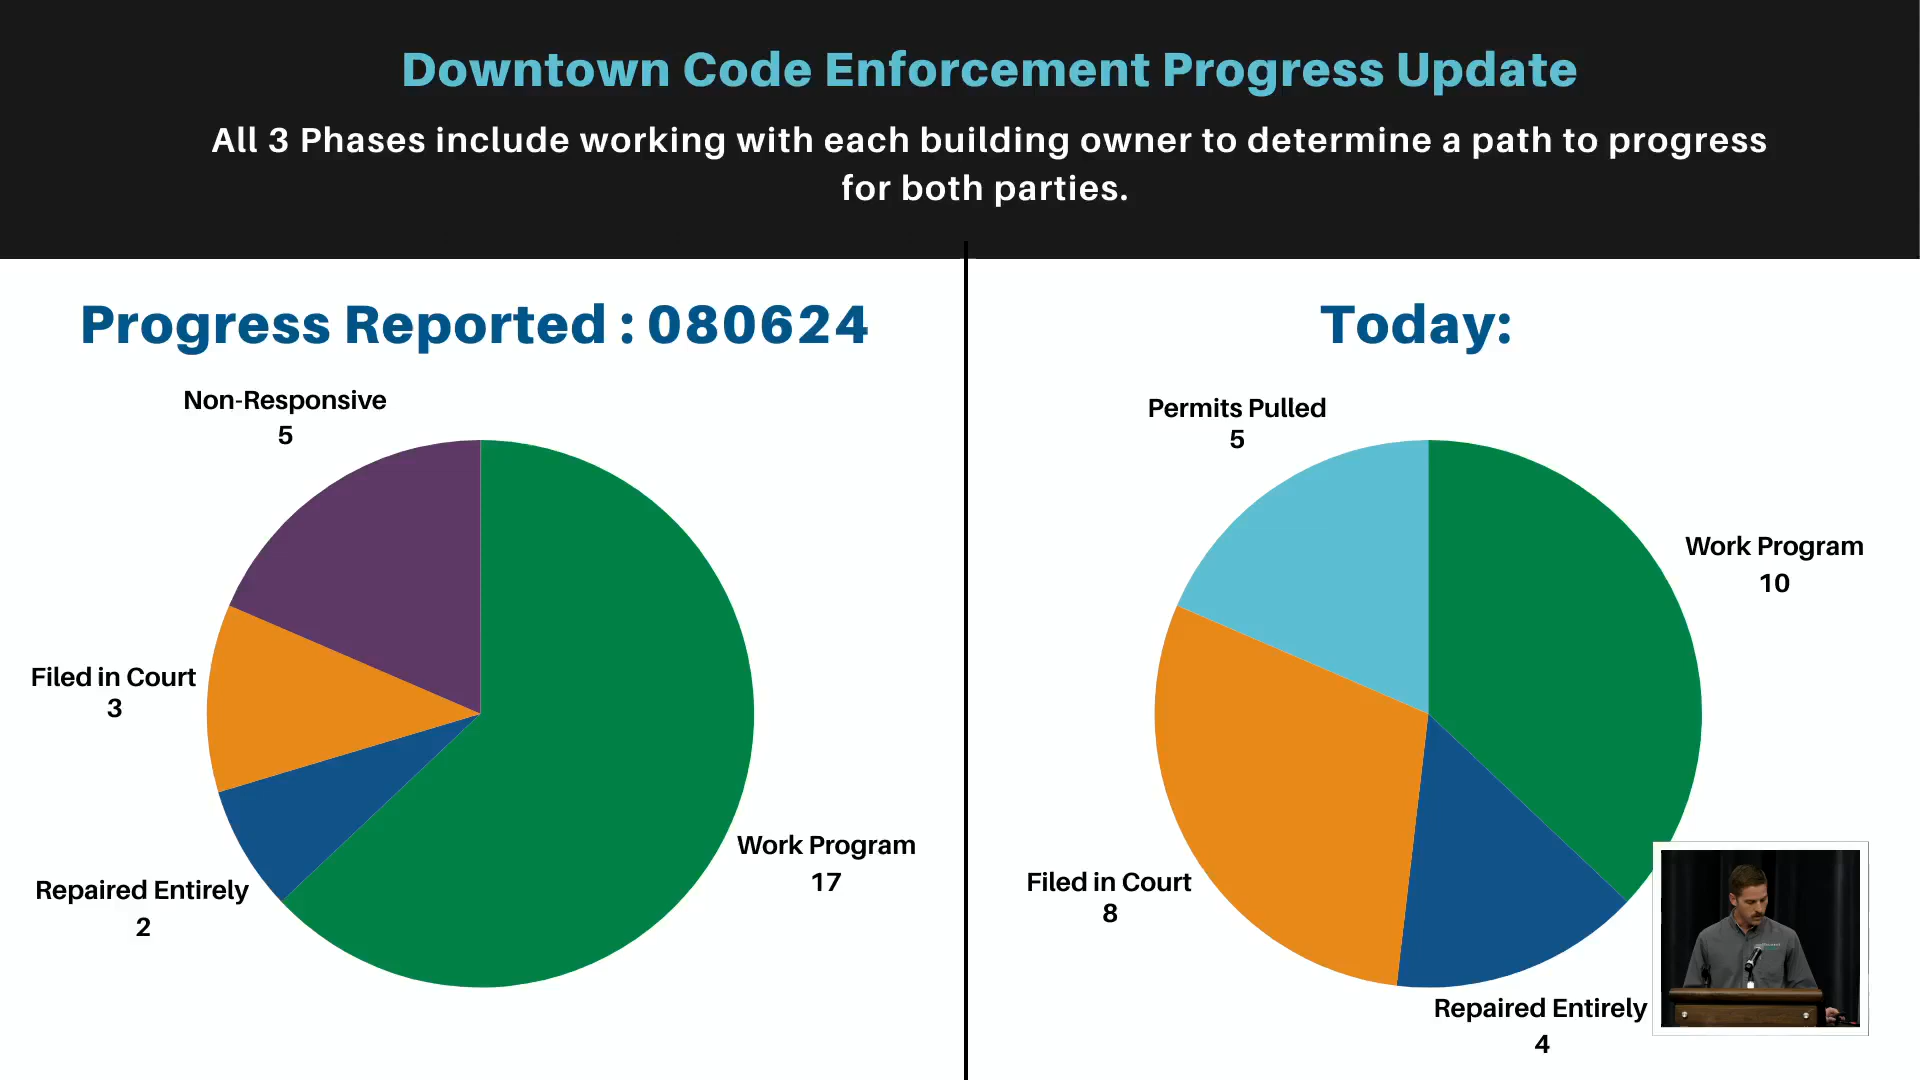 Downtown Code Enforcement Progress Update
All 3 Phases include working with each building owner to determine a path to progress
for both parties.
Progress Reported : 080624
Non-Responsive
5
Filed in Court
3
Repaired Entirely
2
Work Program
17
Today:
Permits Pulled
5
Work Program
10
Filed in Court
8
Repaired Entirely
4